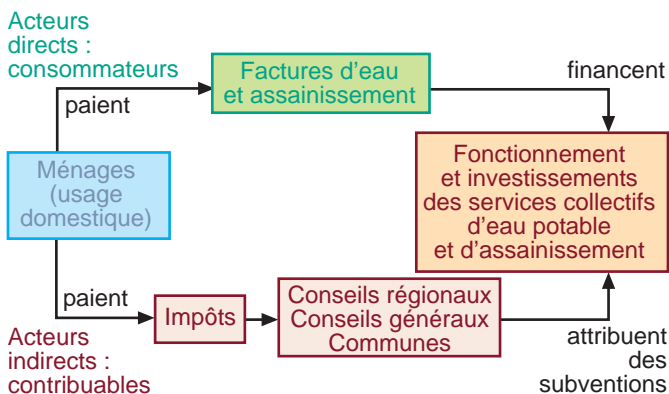 Acteurs
directs :
consommateurs
paient
Factures d'eau
et assainissement
financent
Ménages
(usage
domestique)
Fonctionnement
et investissements
des services collectifs
d'eau potable
et d'assainissement
paient
Impôts
Conseils régionaux
Conseils généraux
Communes
Acteurs
indirects :
contribuables
attribuent
des
subventions